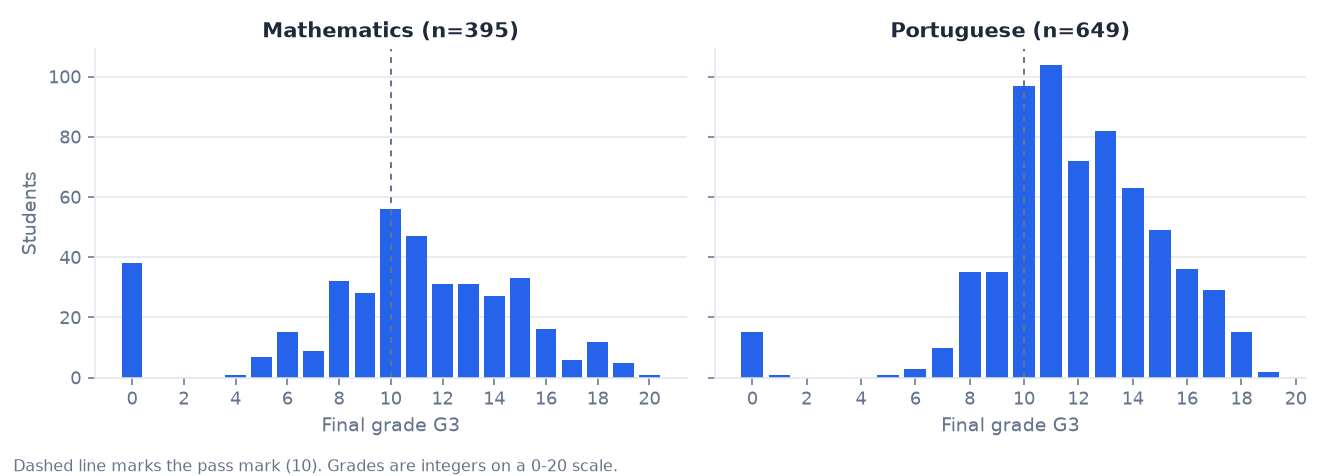 Mathematics (n=395)
Portuguese (n=649)
Students
100
80
60
40
20
0
0 2 4 6 8 10 12 14 16 18 20
0 2 4 6 8 10 12 14 16 18 20
Final grade G3
Final grade G3
Dashed line marks the pass mark (10). Grades are integers on a 0-20 scale.